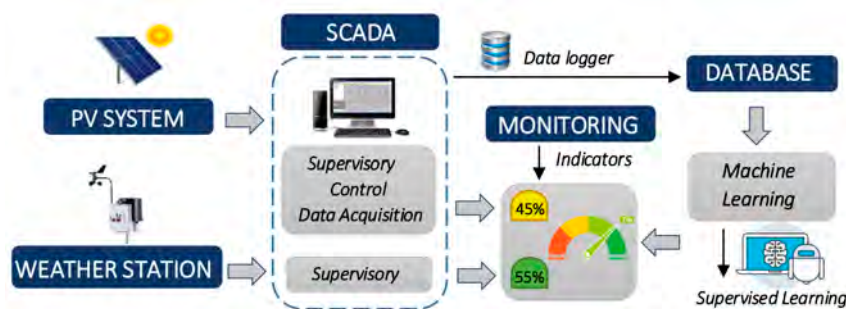 SCADA
Data logger
DATABASE
PV SYSTEM
MONITORING
Indicators
Supervisory
Control
Data Acquisition
Machine
Learning
45%
WEATHER STATION
Supervisory
55%
Supervised Learning